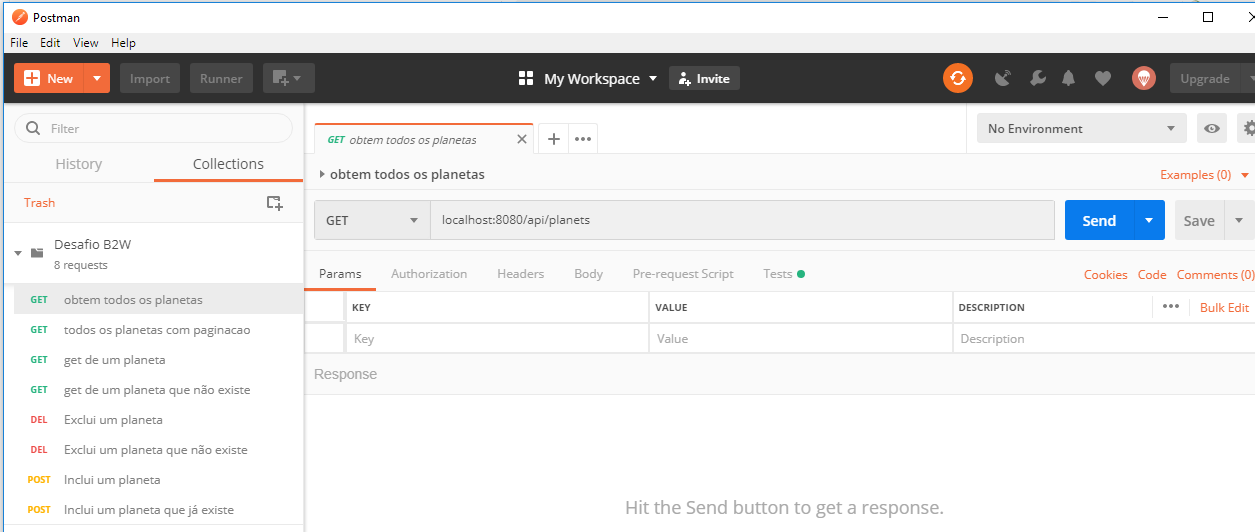 Postman
File Edit View Help
New Import Runner My Workspace Invite Upgrade
Filter
History Collections
Trash
Desafio B2W
8 requests
GET obtem todos os planetas
GET todos os planetas com paginacao
GET get de um planeta
GET get de um planeta que não existe
DEL Exclui um planeta
DEL Exclui um planeta que não existe
POST Inclui um planeta
POST Inclui um planeta que já existe
GET obtem todos os planetas
No Environment
obtem todos os planetas
Examples (0)
GET localhost:8080/api/planets Send Save
Params Authorization Headers Body Pre-request Script Tests Cookies Code Comments (0)
KEY VALUE DESCRIPTION Bulk Edit
Key Value Description
Response
Hit the Send button to get a response.